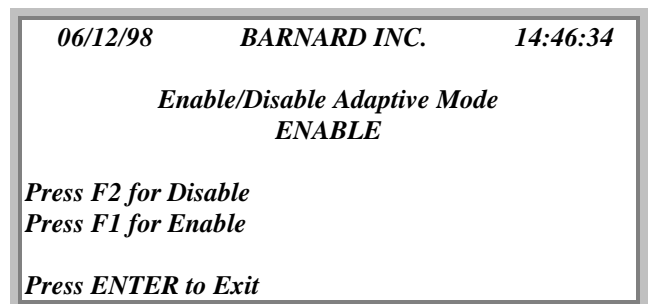 06/12/98 BARNARD INC. 14:46:34
Enable/Disable Adaptive Mode
ENABLE
Press F2 for Disable
Press F1 for Enable
Press ENTER to Exit